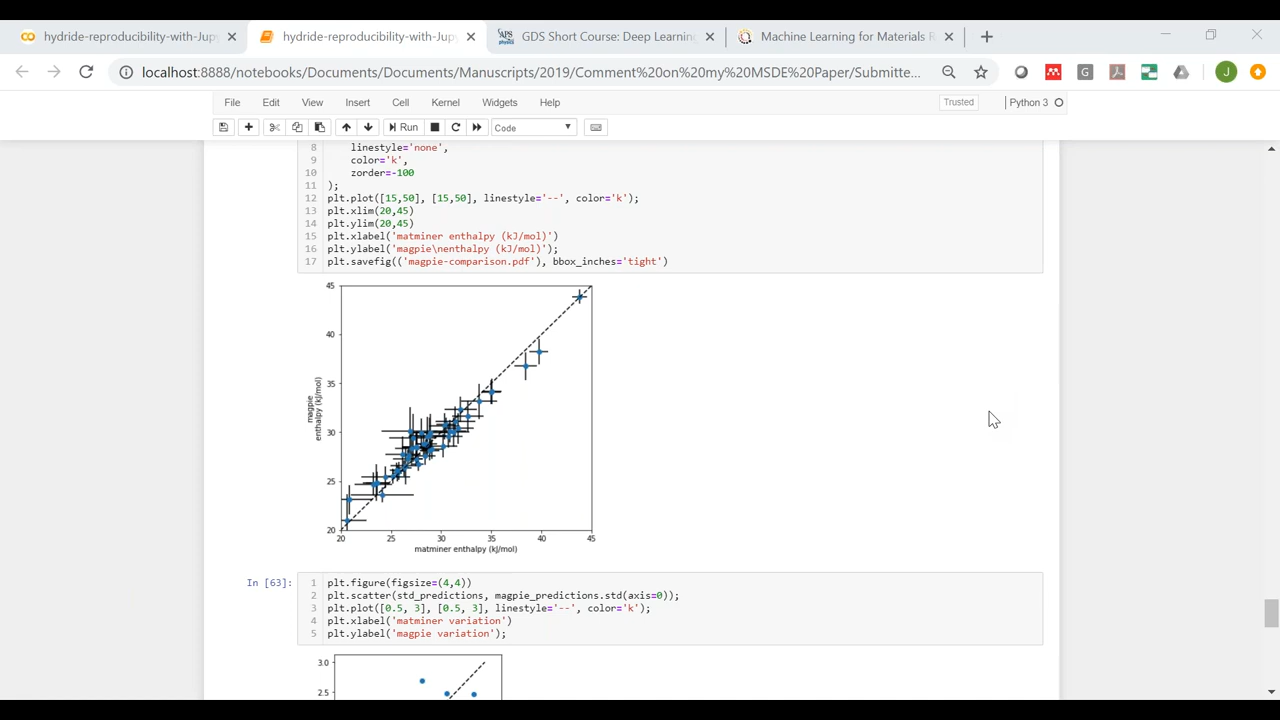 hydride-reproducibility-with-Jup
hydride-reproducibility-with-Jup
APS physics
GDS Short Course: Deep Learning
Machine Learning for Materials R
localhost:8888/notebooks/Documents/Document/Manuscripts/2019/Comment%20on%20my%20MSDE%20Paper/Submitte...
G
J
File Edit View Insert Cell Kernel Widgets Help
Trusted
Python 3
Run
Code
8 linestyle='none',
9 color='k',
10 zorder=-100
11 );
12 plt.plot([15,50], [15,50], linestyle='--', color='k');
13 plt.xlim(20,45)
14 plt.ylim(20,45)
15 plt.xlabel('matminer enthalpy (kJ/mol)')
16 plt.ylabel('magpie\nenthalpy (kJ/mol)');
17 plt.savefig(('magpie-comparison.pdf'), bbox_inches='tight')
45
40
35
30
25
20
magpie
enthalpy (kJ/mol)
20 25 30 35 40 45
matminer enthalpy (kJ/mol)
In [63]:
1 plt.figure(figsize=(4,4))
2 plt.scatter(std_predictions, magpie_predictions.std(axis=0));
3 plt.plot([0.5, 3], [0.5, 3], linestyle='--', color='k');
4 plt.xlabel('matminer variation')
5 plt.ylabel('magpie variation');
3.0
2.5